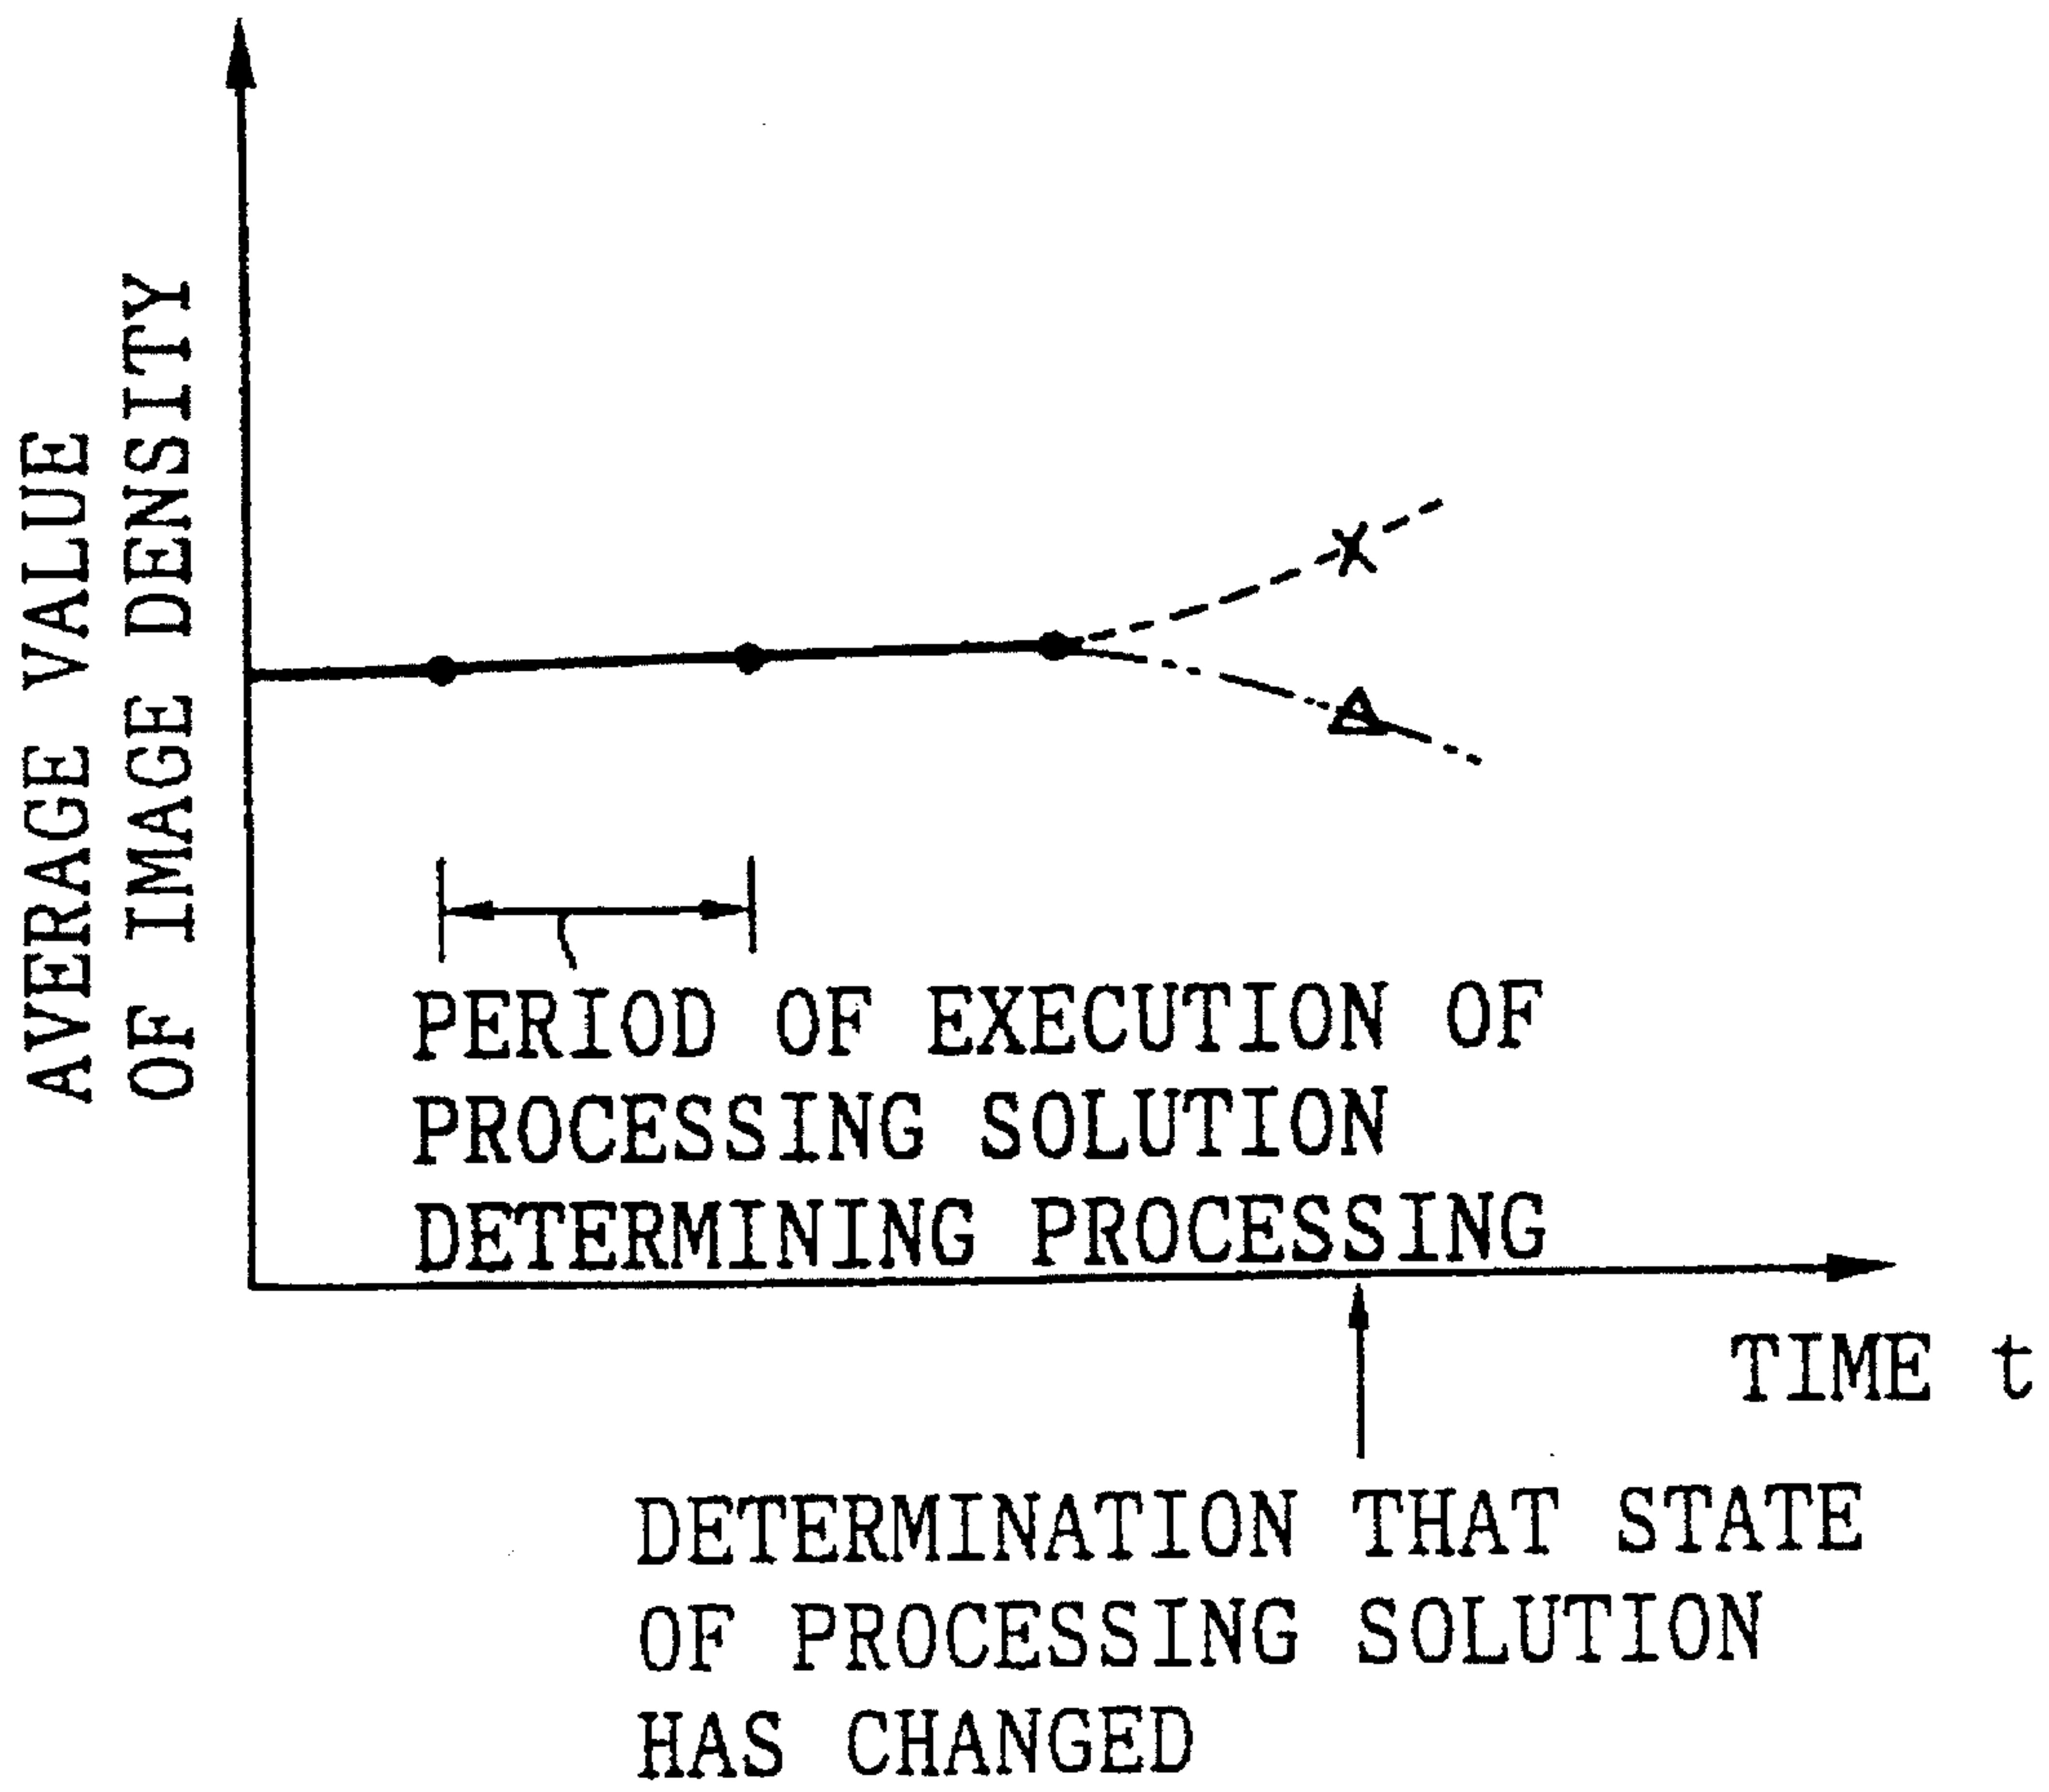 AVERAGE VALUE
OF IMAGE DENSITY
PERIOD OF EXECUTION OF
PROCESSING SOLUTION
DETERMINING PROCESSING
TIME t
DETERMINATION THAT STATE
OF PROCESSING SOLUTION
HAS CHANGED